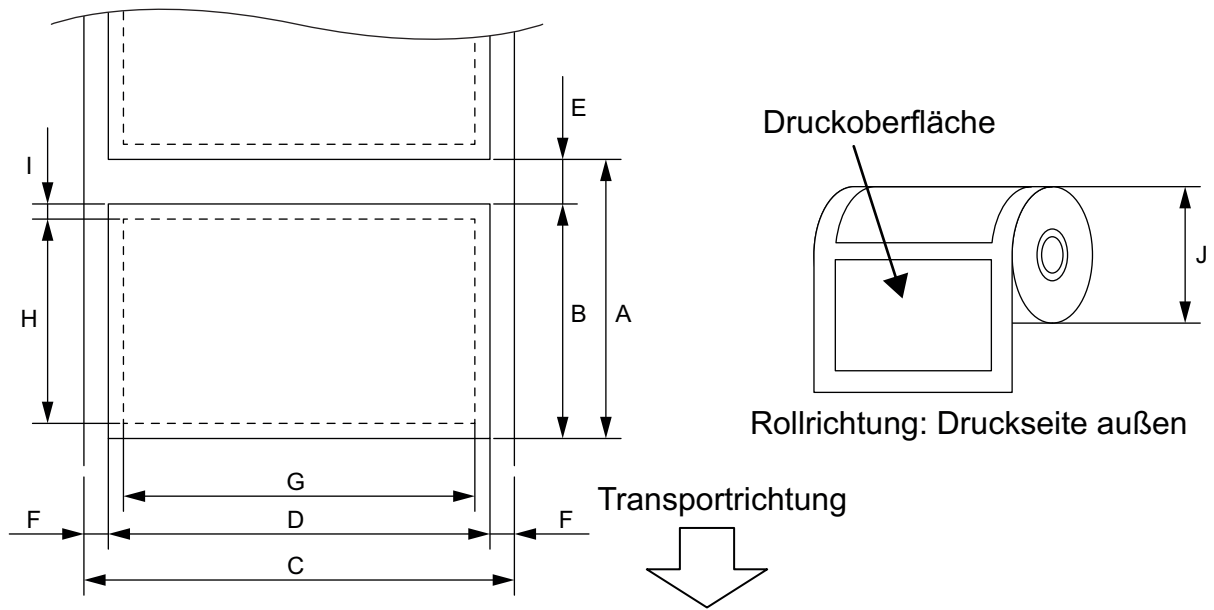 E
I
H
B
A
G
F
D
F
C
Druckoberfläche
J
Rollrichtung: Druckseite außen
Transportrichtung